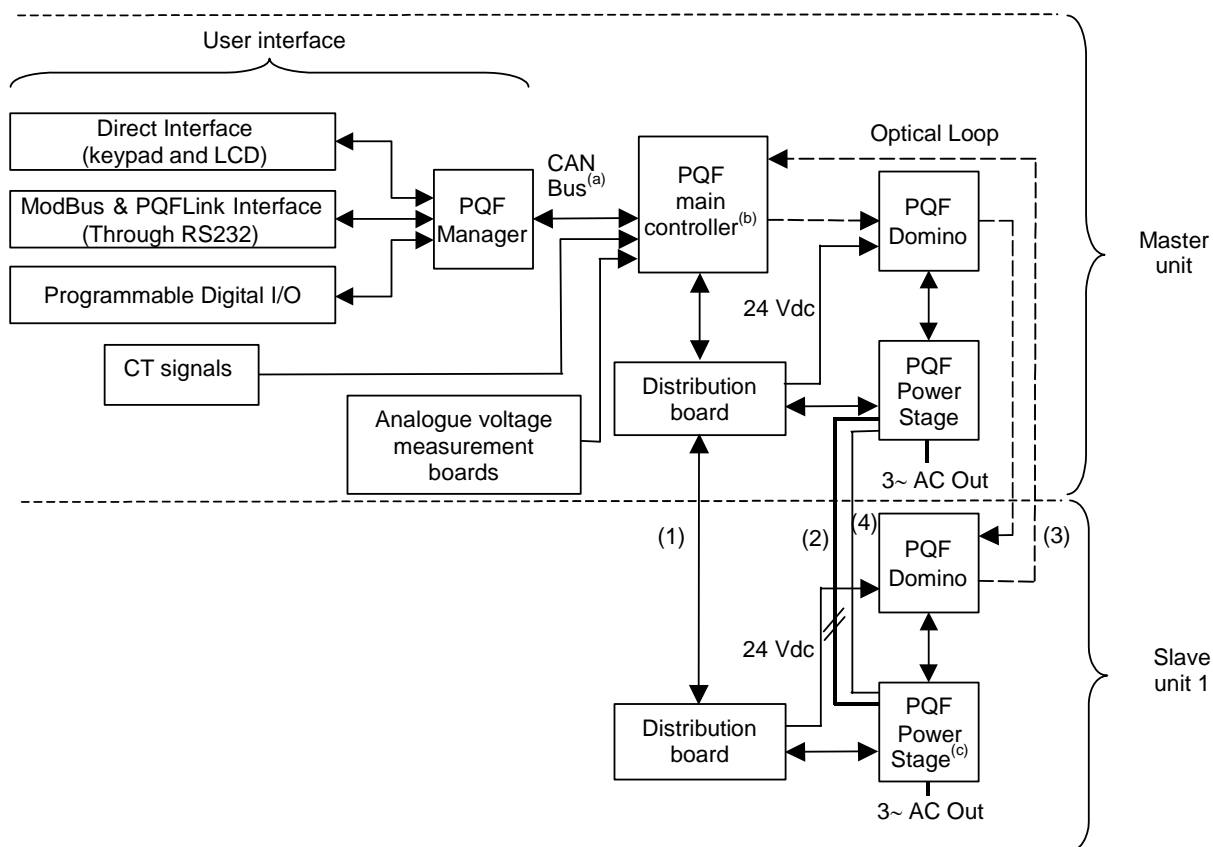 User interface
Direct Interface
(keypad and LCD)
ModBus & PQFLink Interface
(Through RS232)
Programmable Digital I/O
CT signals
Analogue voltage
measurement
boards
PQF
Manager
CAN
Bus(a)
PQF
main
controller(b)
Optical Loop
PQF
Domino
24 Vdc
Distribution
board
PQF
Power
Stage
3~ AC Out
Master
unit
(1)
(2)
(4)
(3)
PQF
Domino
24 Vdc
Distribution
board
PQF
Power
Stage(c)
3~ AC Out
Slave
unit 1